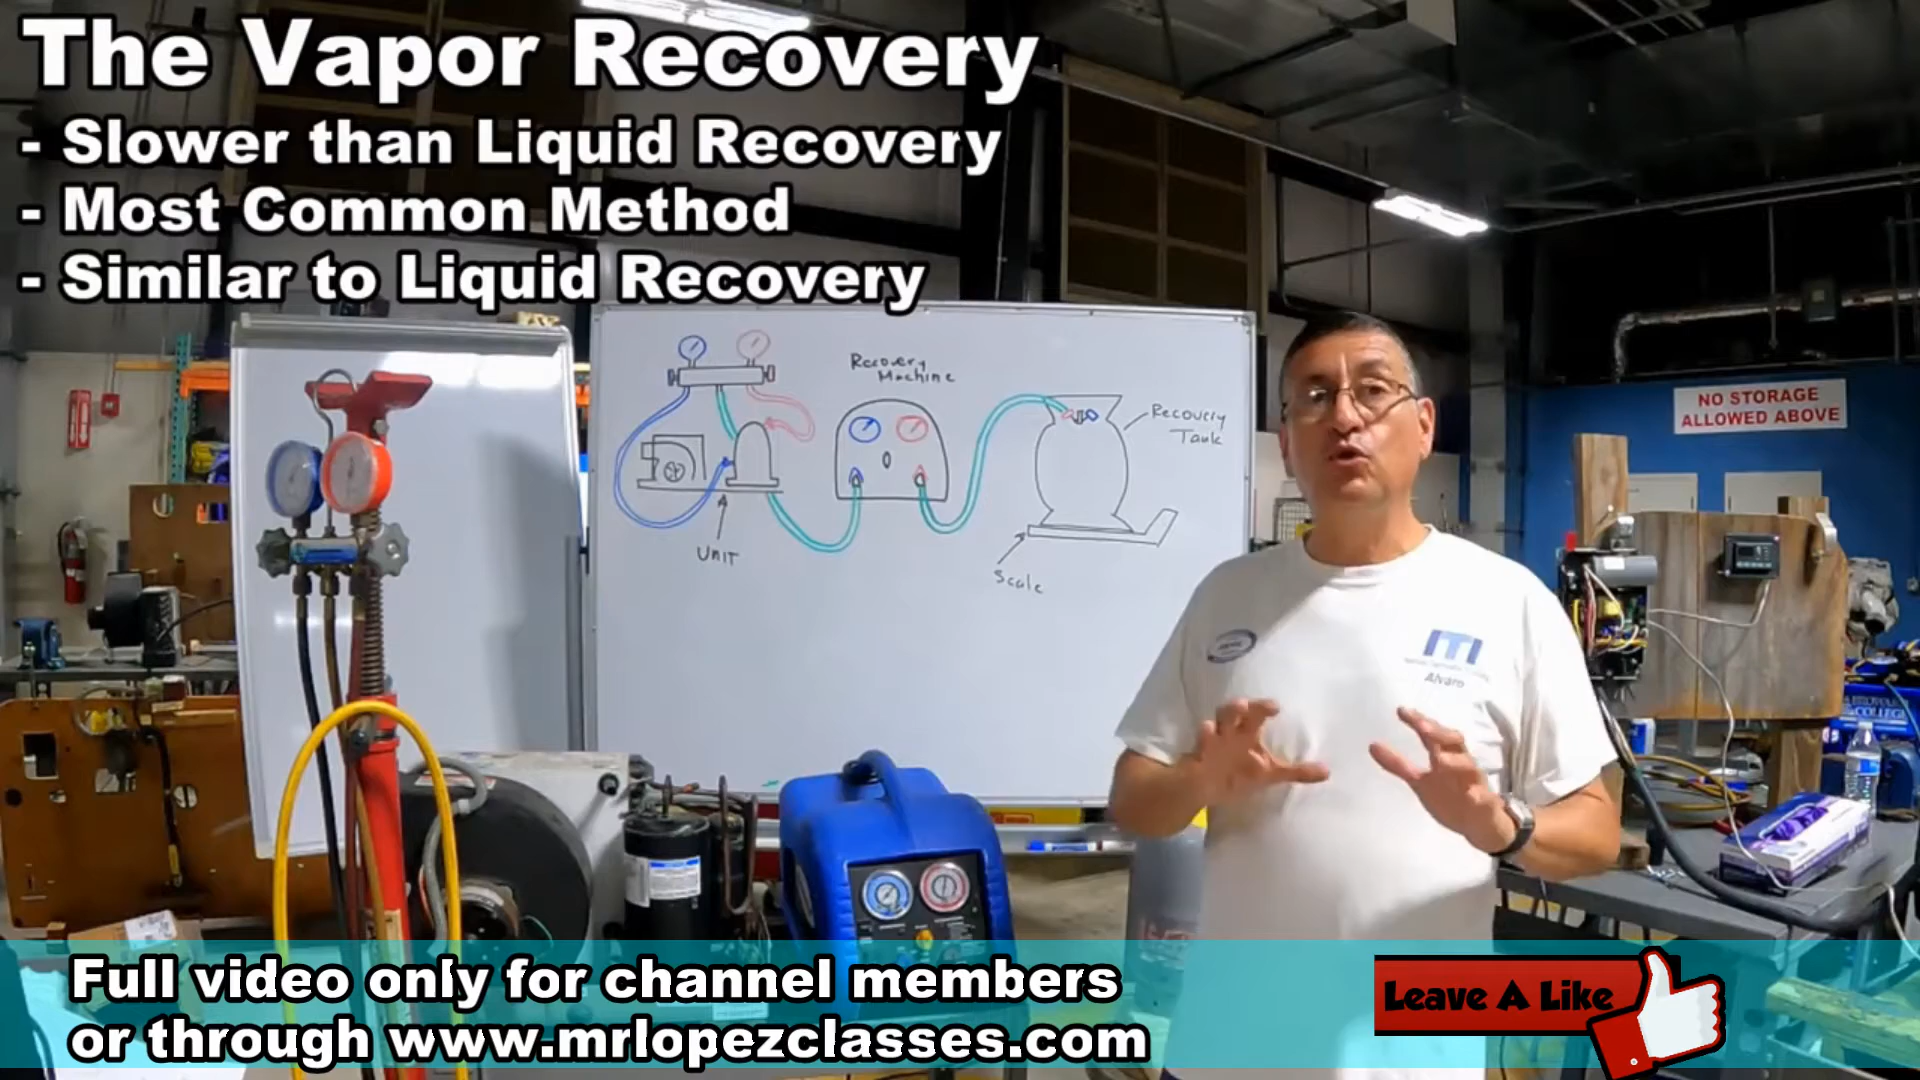 The Vapor Recovery
- Slower than Liquid Recovery
- Most Common Method
- Similar to Liquid Recovery
Recovery
Machine
Recovery
Tank
UNIT
Scale
NO STORAGE
ALLOWED ABOVE
ITI
Alvaro
COLLEGE
Full video only for channel members
or through www.mrlopezclasses.com
Leave A Like